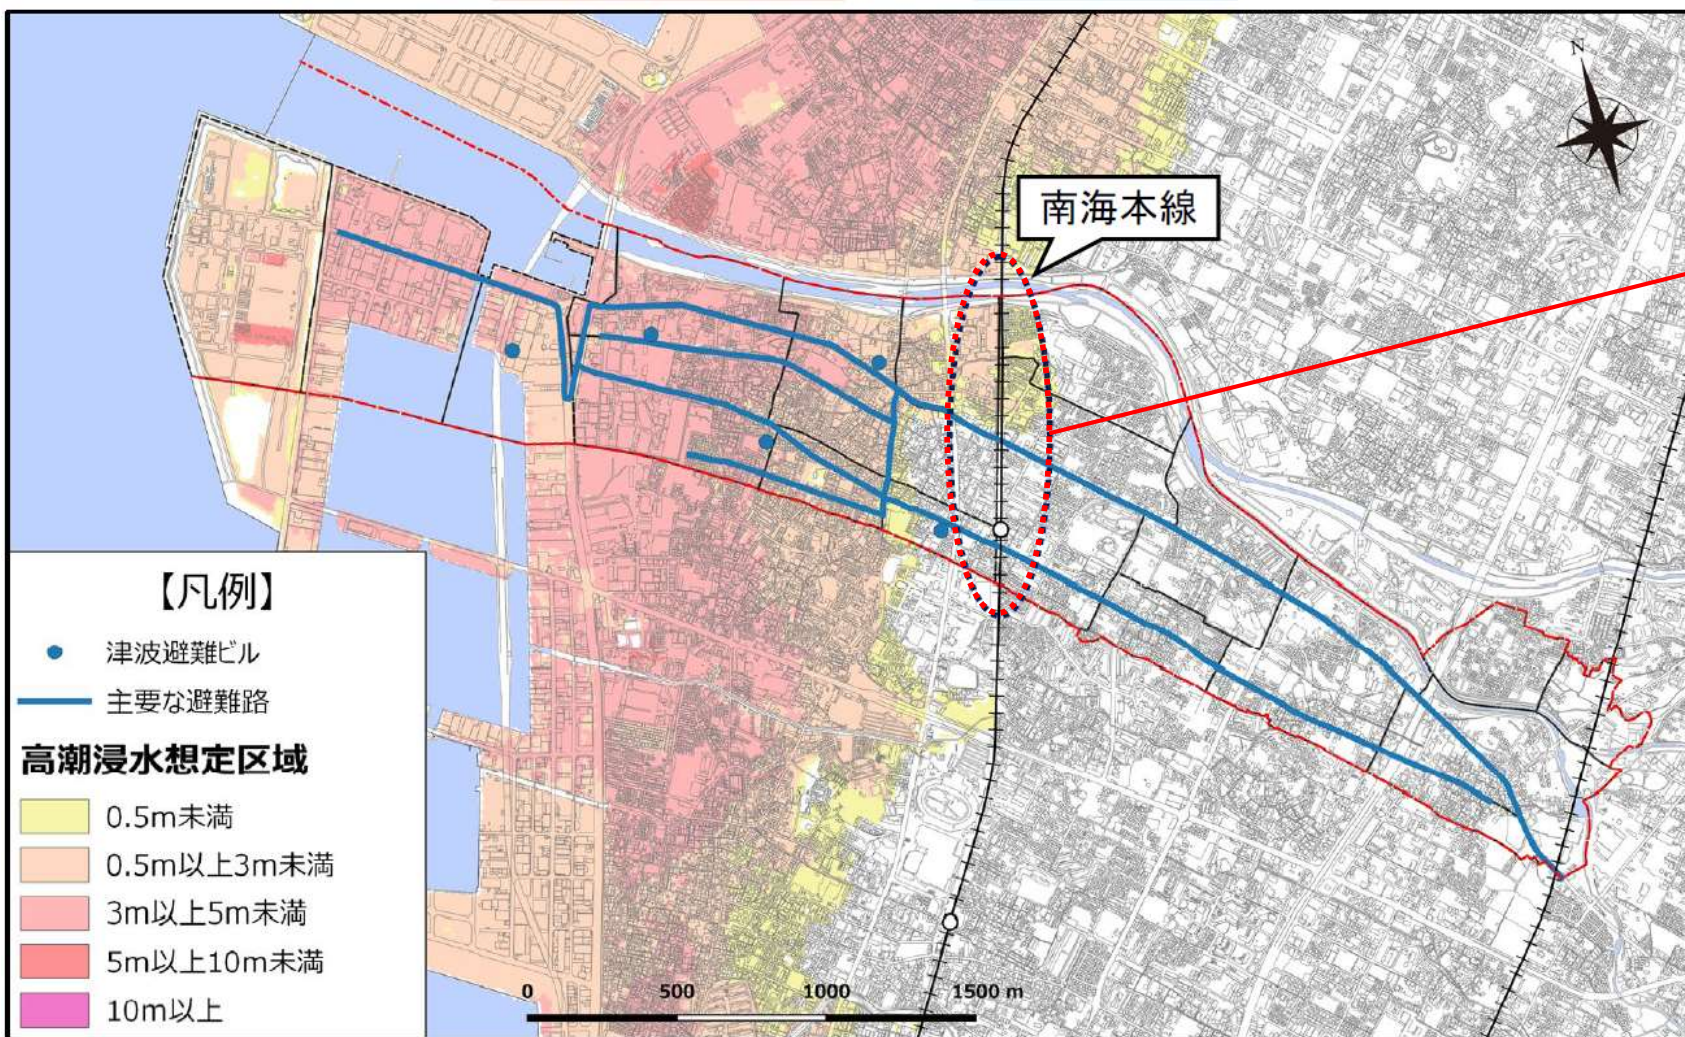 N
南海本線
【凡例】
津波避難ビル
主要な避難路
高潮浸水想定区域
0.5m未満
0.5m以上3m未満
3m以上5m未満
5m以上10m未満
10m以上
0 500 1000 1500 m